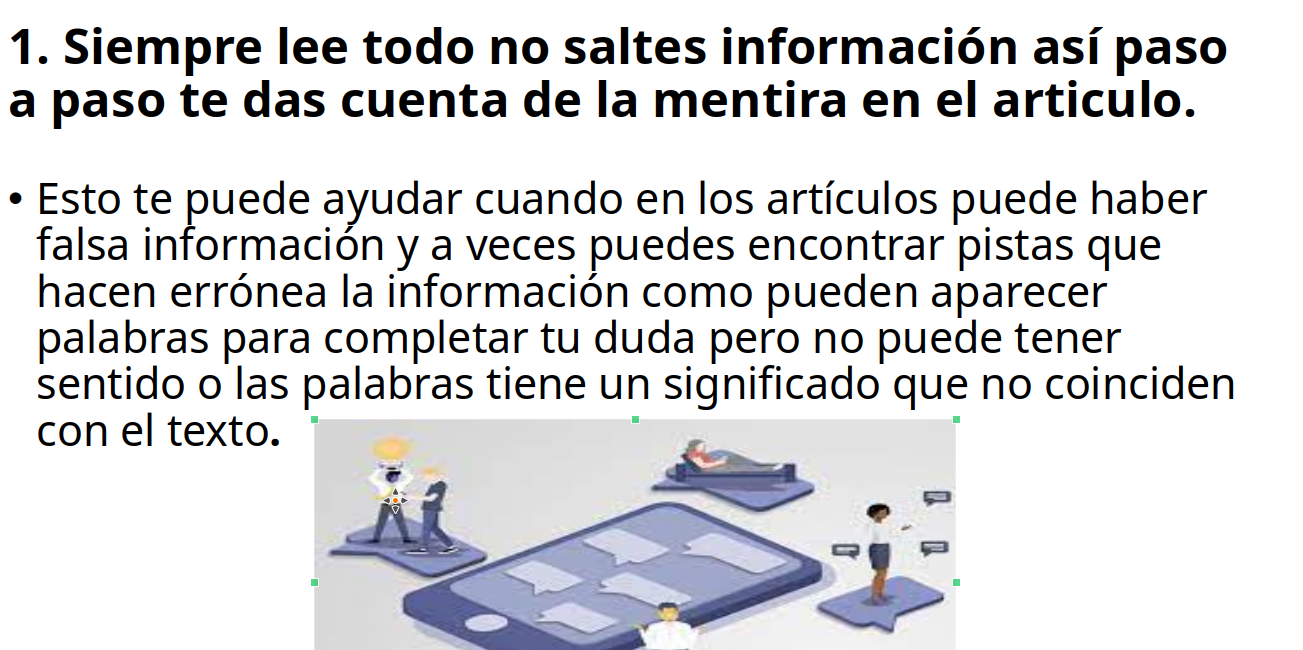 1. Siempre lee todo no saltes información así paso
a paso te das cuenta de la mentira en el articulo.
• Esto te puede ayudar cuando en los artículos puede haber
falsa información y a veces puedes encontrar pistas que
hacen errónea la información como pueden aparecer
palabras para completar tu duda pero no puede tener
sentido o las palabras tiene un significado que no coinciden
con el texto.